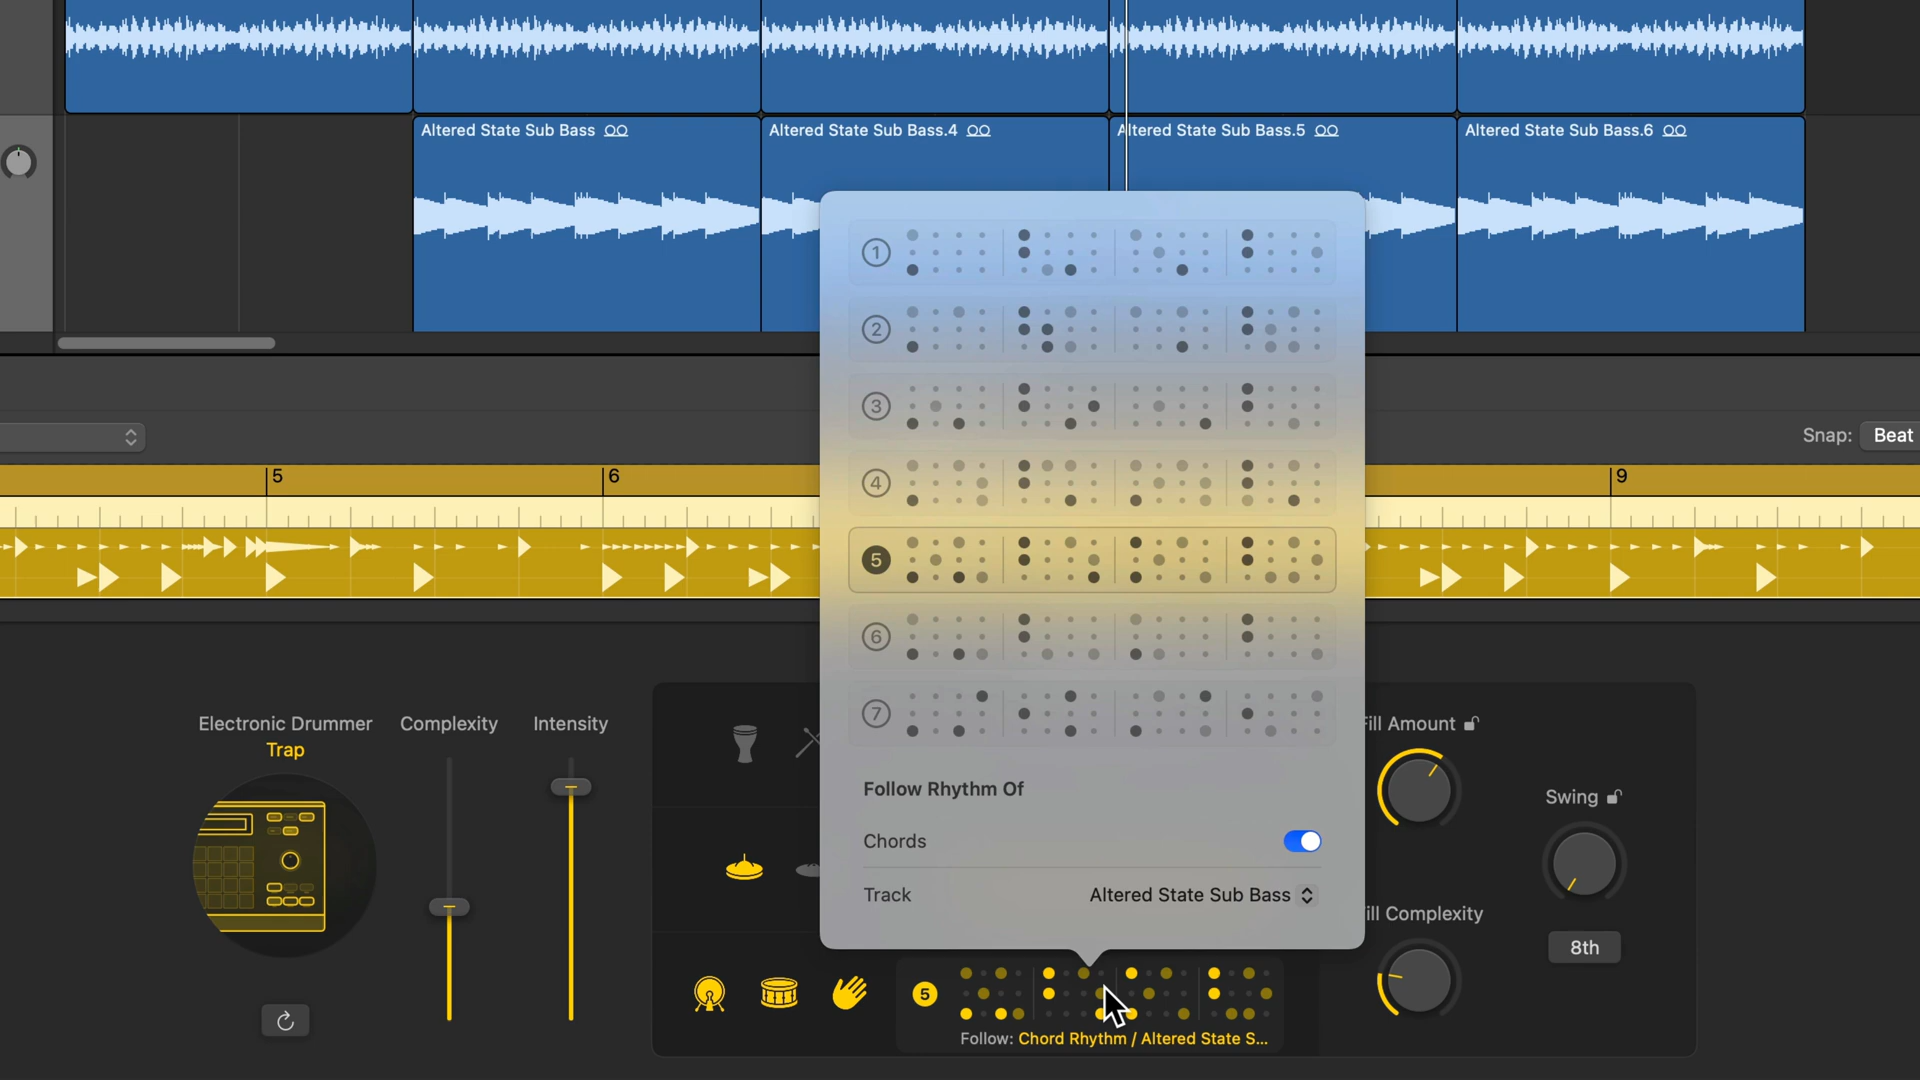 Altered State Sub Bass
Altered State Sub Bass.4
Altered State Sub Bass.5
Altered State Sub Bass.6
1
2
3
4
5
6
7
Follow Rhythm Of
Chords
Track
Altered State Sub Bass
Snap: Beat
5
6
9
Electronic Drummer
Trap
Complexity
Intensity
5
Follow: Chord Rhythm / Altered State S...
Fill Amount
Fill Complexity
Swing
8th